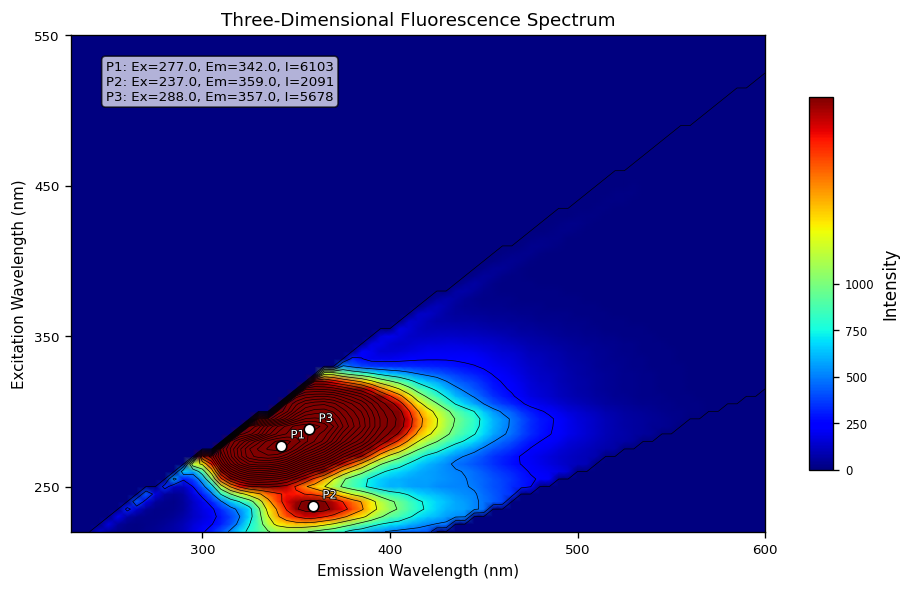 Three-Dimensional Fluorescence Spectrum
P1: Ex=277.0, Em=342.0, I=6103
P2: Ex=237.0, Em=359.0, I=2091
P3: Ex=288.0, Em=357.0, I=5678
550
450
350
250
Excitation Wavelength (nm)
P3
P1
P2
300
400
500
600
Emission Wavelength (nm)
1000
750
500
250
0
Intensity